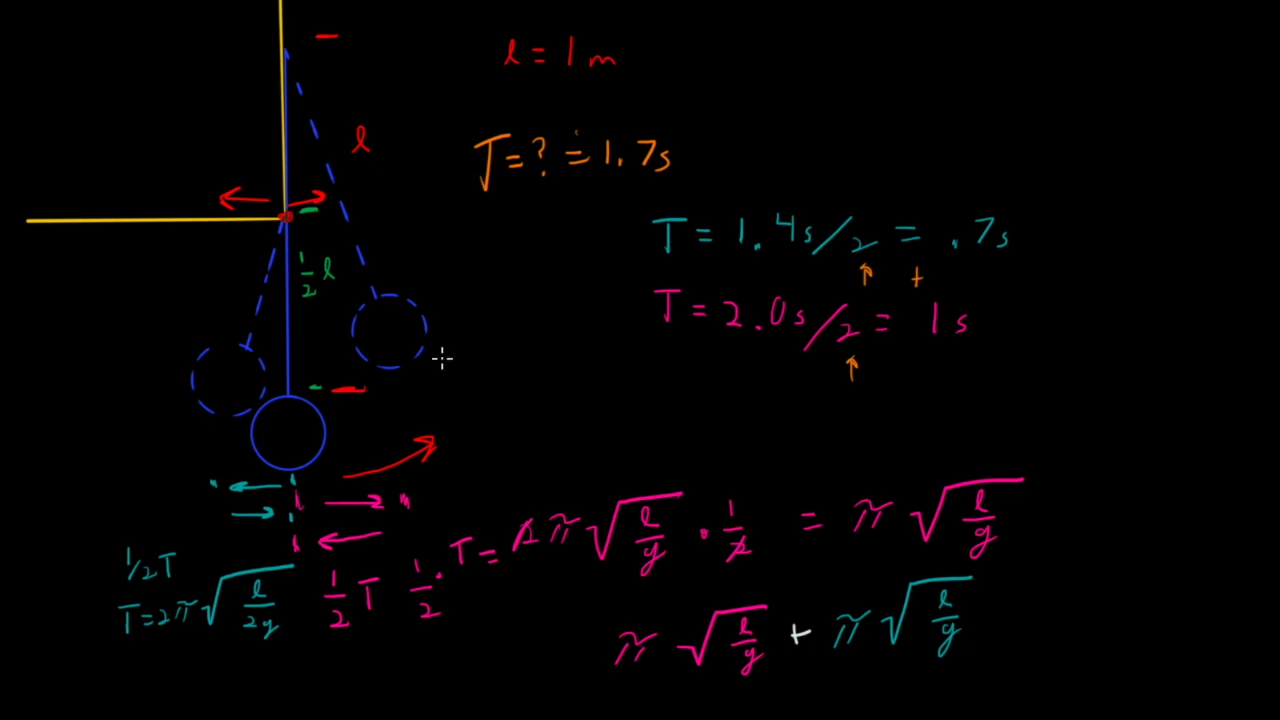 l = 1 m
l
T = ? ≐ 1.7s
T = 1.4s/2 = .7s
½ l
T = 2.0s/2 = 1s
½T
T = 2π√(l/2g)
½ T
½ · T = 2π√(l/g) · ½ = π√(l/g)
π√(l/g) + π√(l/g)